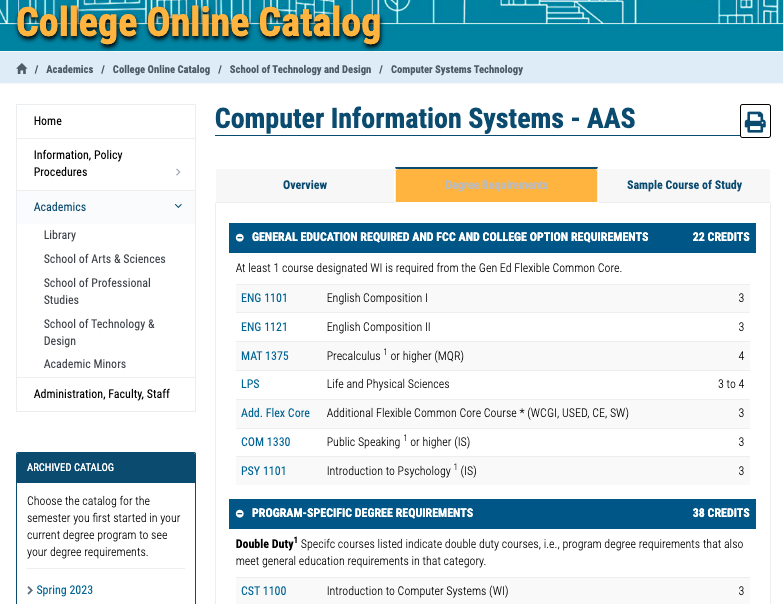 College Online Catalog
/ Academics / College Online Catalog / School of Technology and Design / Computer Systems Technology
Home
Information, Policy
Procedures
Academics
Library
School of Arts & Sciences
School of Professional
Studies
School of Technology &
Design
Academic Minors
Administration, Faculty, Staff
ARCHIVED CATALOG
Choose the catalog for the
semester you first started in your
current degree program to see
your degree requirements.
Spring 2023
Computer Information Systems - AAS
Overview
Degree Requirements
Sample Course of Study
GENERAL EDUCATION REQUIRED AND FCC AND COLLEGE OPTION REQUIREMENTS 22 CREDITS
At least 1 course designated WI is required from the Gen Ed Flexible Common Core.
ENG 1101 English Composition I 3
ENG 1121 English Composition II 3
MAT 1375 Precalculus 1 or higher (MQR) 4
LPS Life and Physical Sciences 3 to 4
Add. Flex Core Additional Flexible Common Core Course * (WCGI, USED, CE, SW) 3
COM 1330 Public Speaking 1 or higher (IS) 3
PSY 1101 Introduction to Psychology 1 (IS) 3
PROGRAM-SPECIFC DEGREE REQUIREMENTS 38 CREDITS
Double Duty1 Specifc courses listed indicate double duty courses, i.e., program degree requirements that also
meet general education requirements in that category.
CST 1100 Introduction to Computer Systems (WI) 3